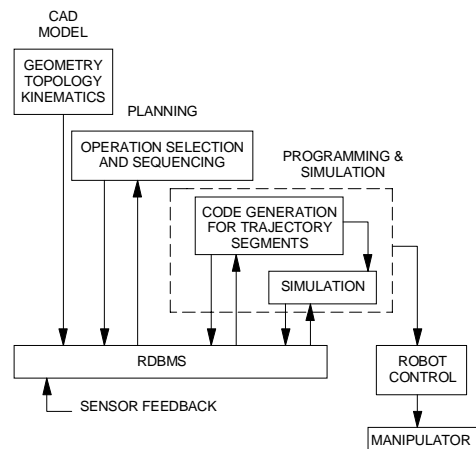 CAD
MODEL
GEOMETRY
TOPOLOGY
KINEMATICS
PLANNING
OPERATION SELECTION
AND SEQUENCING
PROGRAMMING &
SIMULATION
CODE GENERATION
FOR TRAJECTORY
SEGMENTS
SIMULATION
RDBMS
ROBOT
CONTROL
SENSOR FEEDBACK
MANIPULATOR